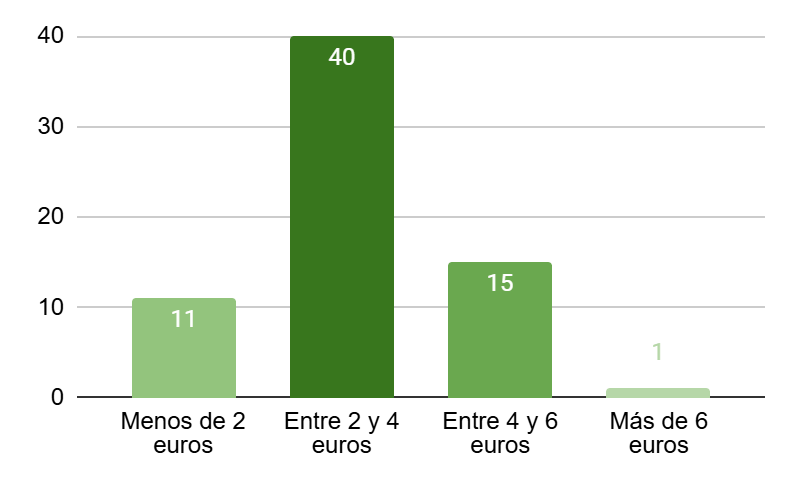 40
40
30
20
15
11
10
1
0
Menos de 2
euros
Entre 2 y 4
euros
Entre 4 y 6
euros
Más de 6
euros